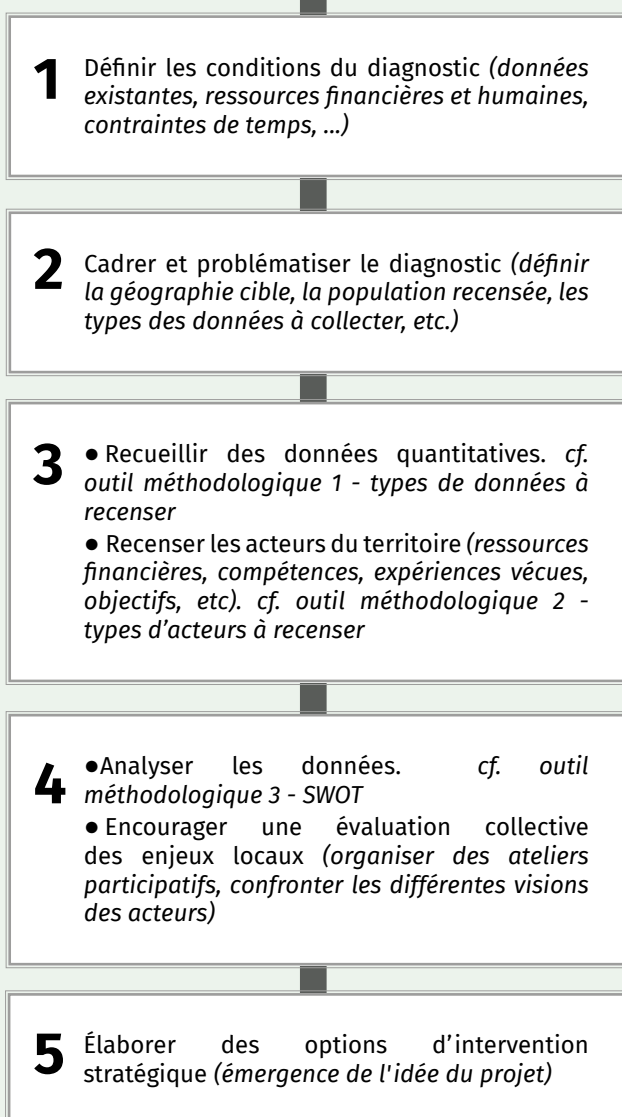 1
Définir les conditions du diagnostic (données
existantes, ressources financières et humaines,
contraintes de temps, ...)
2
Cadrer et problématiser le diagnostic (définir
la géographie cible, la population recensée, les
types des données à collecter, etc.)
3
● Recueillir des données quantitatives. cf.
outil méthodologique 1 - types de données à
recenser
● Recenser les acteurs du territoire (ressources
financières, compétences, expériences vécues,
objectifs, etc). cf. outil méthodologique 2 -
types d’acteurs à recenser
4
●Analyser les données. cf. outil
méthodologique 3 - SWOT
● Encourager une évaluation collective
des enjeux locaux (organiser des ateliers
participatifs, confronter les différentes visions
des acteurs)
5
Élaborer des options d’intervention
stratégique (émergence de l'idée du projet)